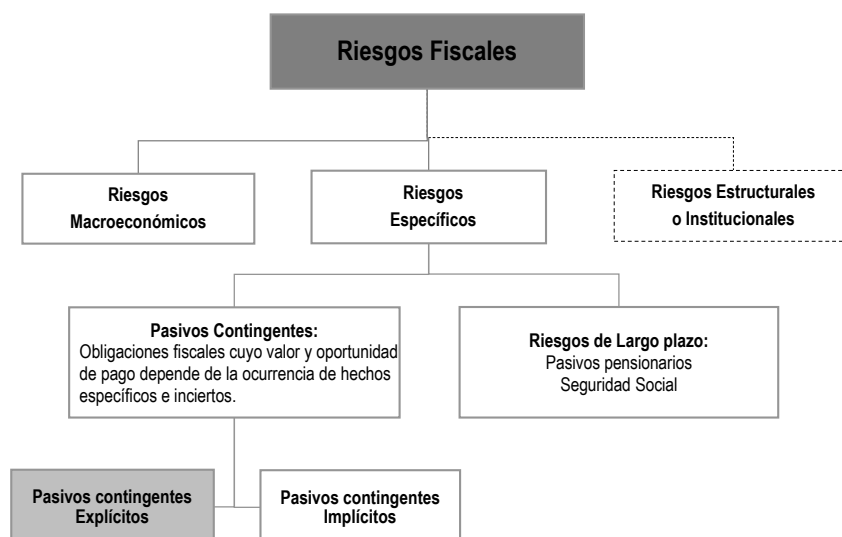 Riesgos Fiscales
Riesgos
Macroeconómicos
Riesgos
Específicos
Riesgos Estructurales
o Institucionales
Pasivos Contingentes:
Obligaciones fiscales cuyo valor y oportunidad
de pago depende de la ocurrencia de hechos
específicos e inciertos.
Riesgos de Largo plazo:
Pasivos pensionarios
Seguridad Social
Pasivos contingentes
Explícitos
Pasivos contingentes
Implícitos